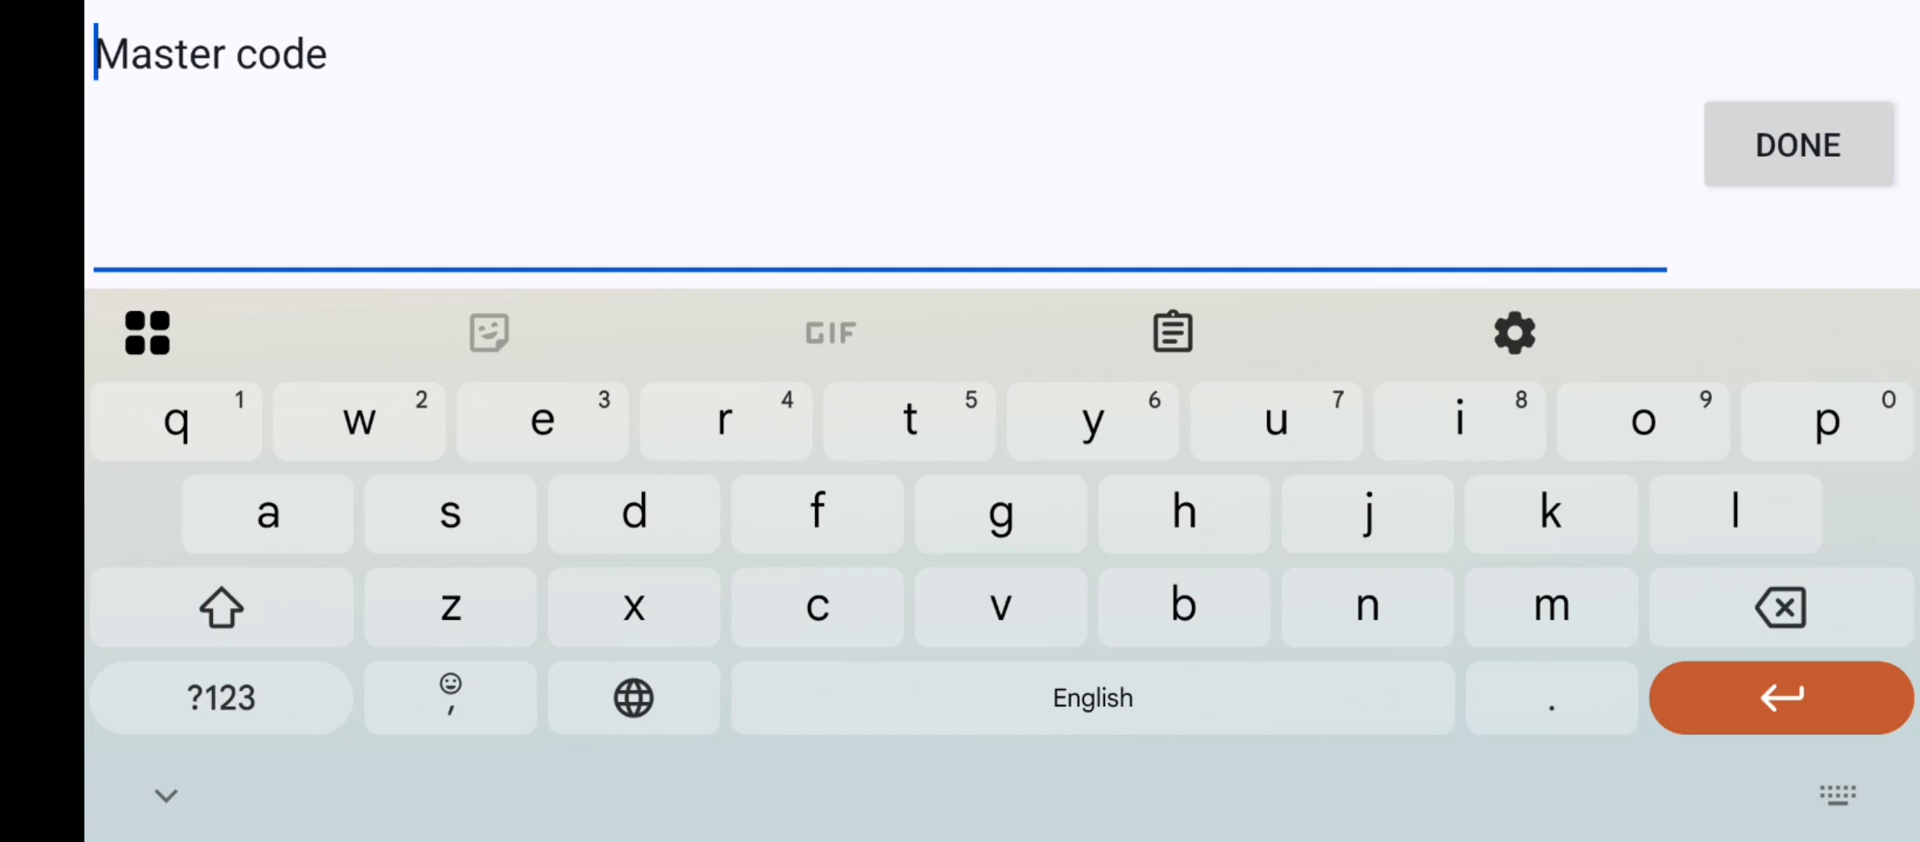 Master code
DONE
GIF
q 1 w 2 e 3 r 4 t 5 y 6 u 7 i 8 o 9 p 0
a s d f g h j k l
z x c v b n m
?123 , English .